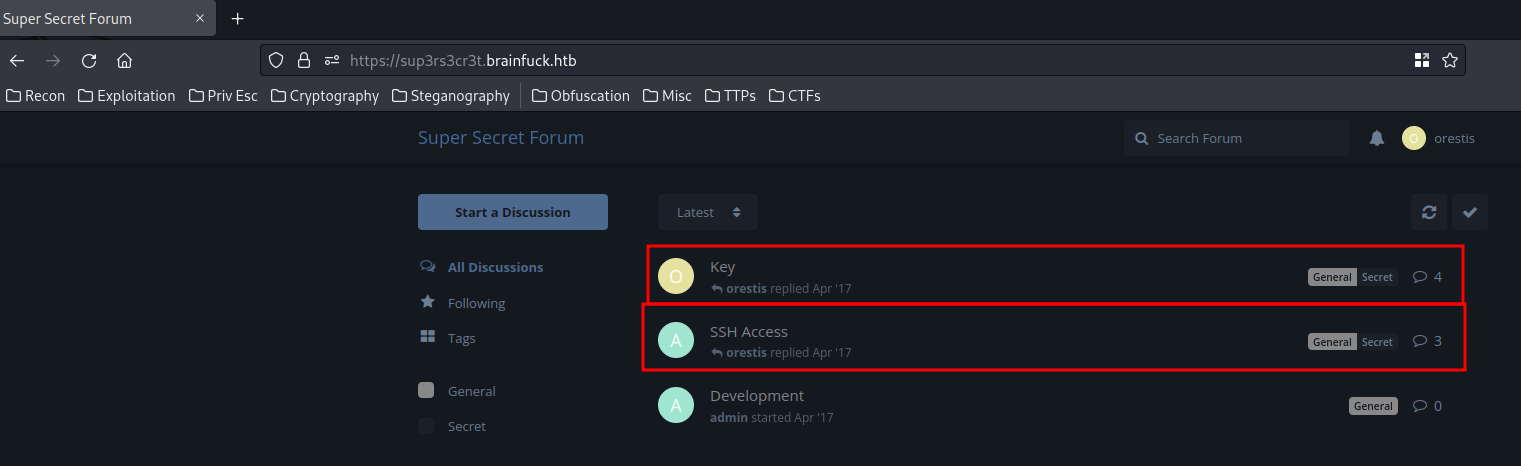 Super Secret Forum × +
https://sup3rs3cr3t.brainfuck.htb
Recon Exploitation Priv Esc Cryptography Steganography Obfuscation Misc TTPs CTFs
Super Secret Forum Search Forum O orestis
Start a Discussion Latest
All Discussions
Following
Tags
General
Secret
O Key General Secret 4
orestis replied Apr '17
A SSH Access General Secret 3
orestis replied Apr '17
A Development General 0
admin started Apr '17